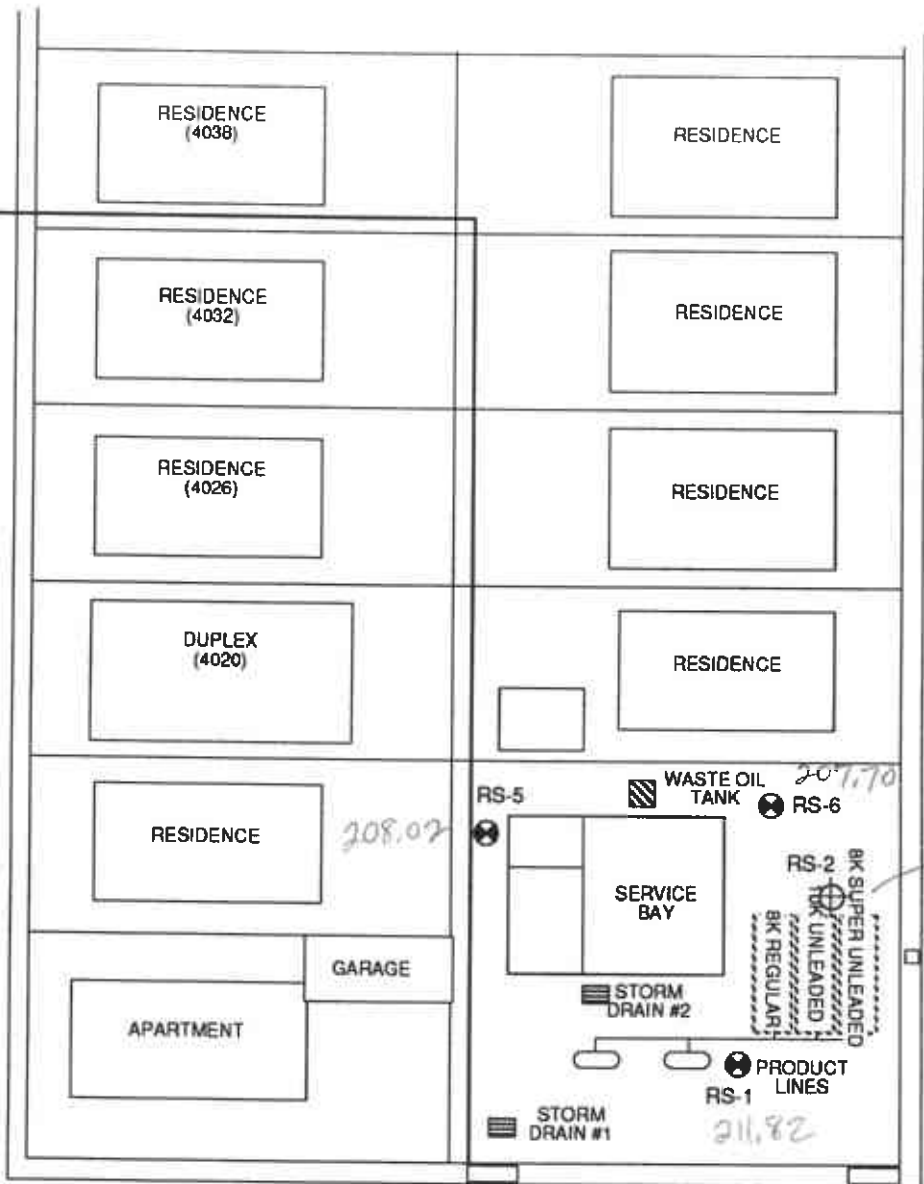 RESIDENCE
(4038)
RESIDENCE
RESIDENCE
(4032)
RESIDENCE
RESIDENCE
(4026)
RESIDENCE
DUPLEX
(4020)
RESIDENCE
RESIDENCE
208.02
RS-5
WASTE OIL
TANK
207.70
RS-6
SERVICE
BAY
RS-2
8K SUPER UNLEADED
10K UNLEADED
8K REGULAR
GARAGE
APARTMENT
STORM
DRAIN #2
PRODUCT
LINES
RS-1
211.82
STORM
DRAIN #1